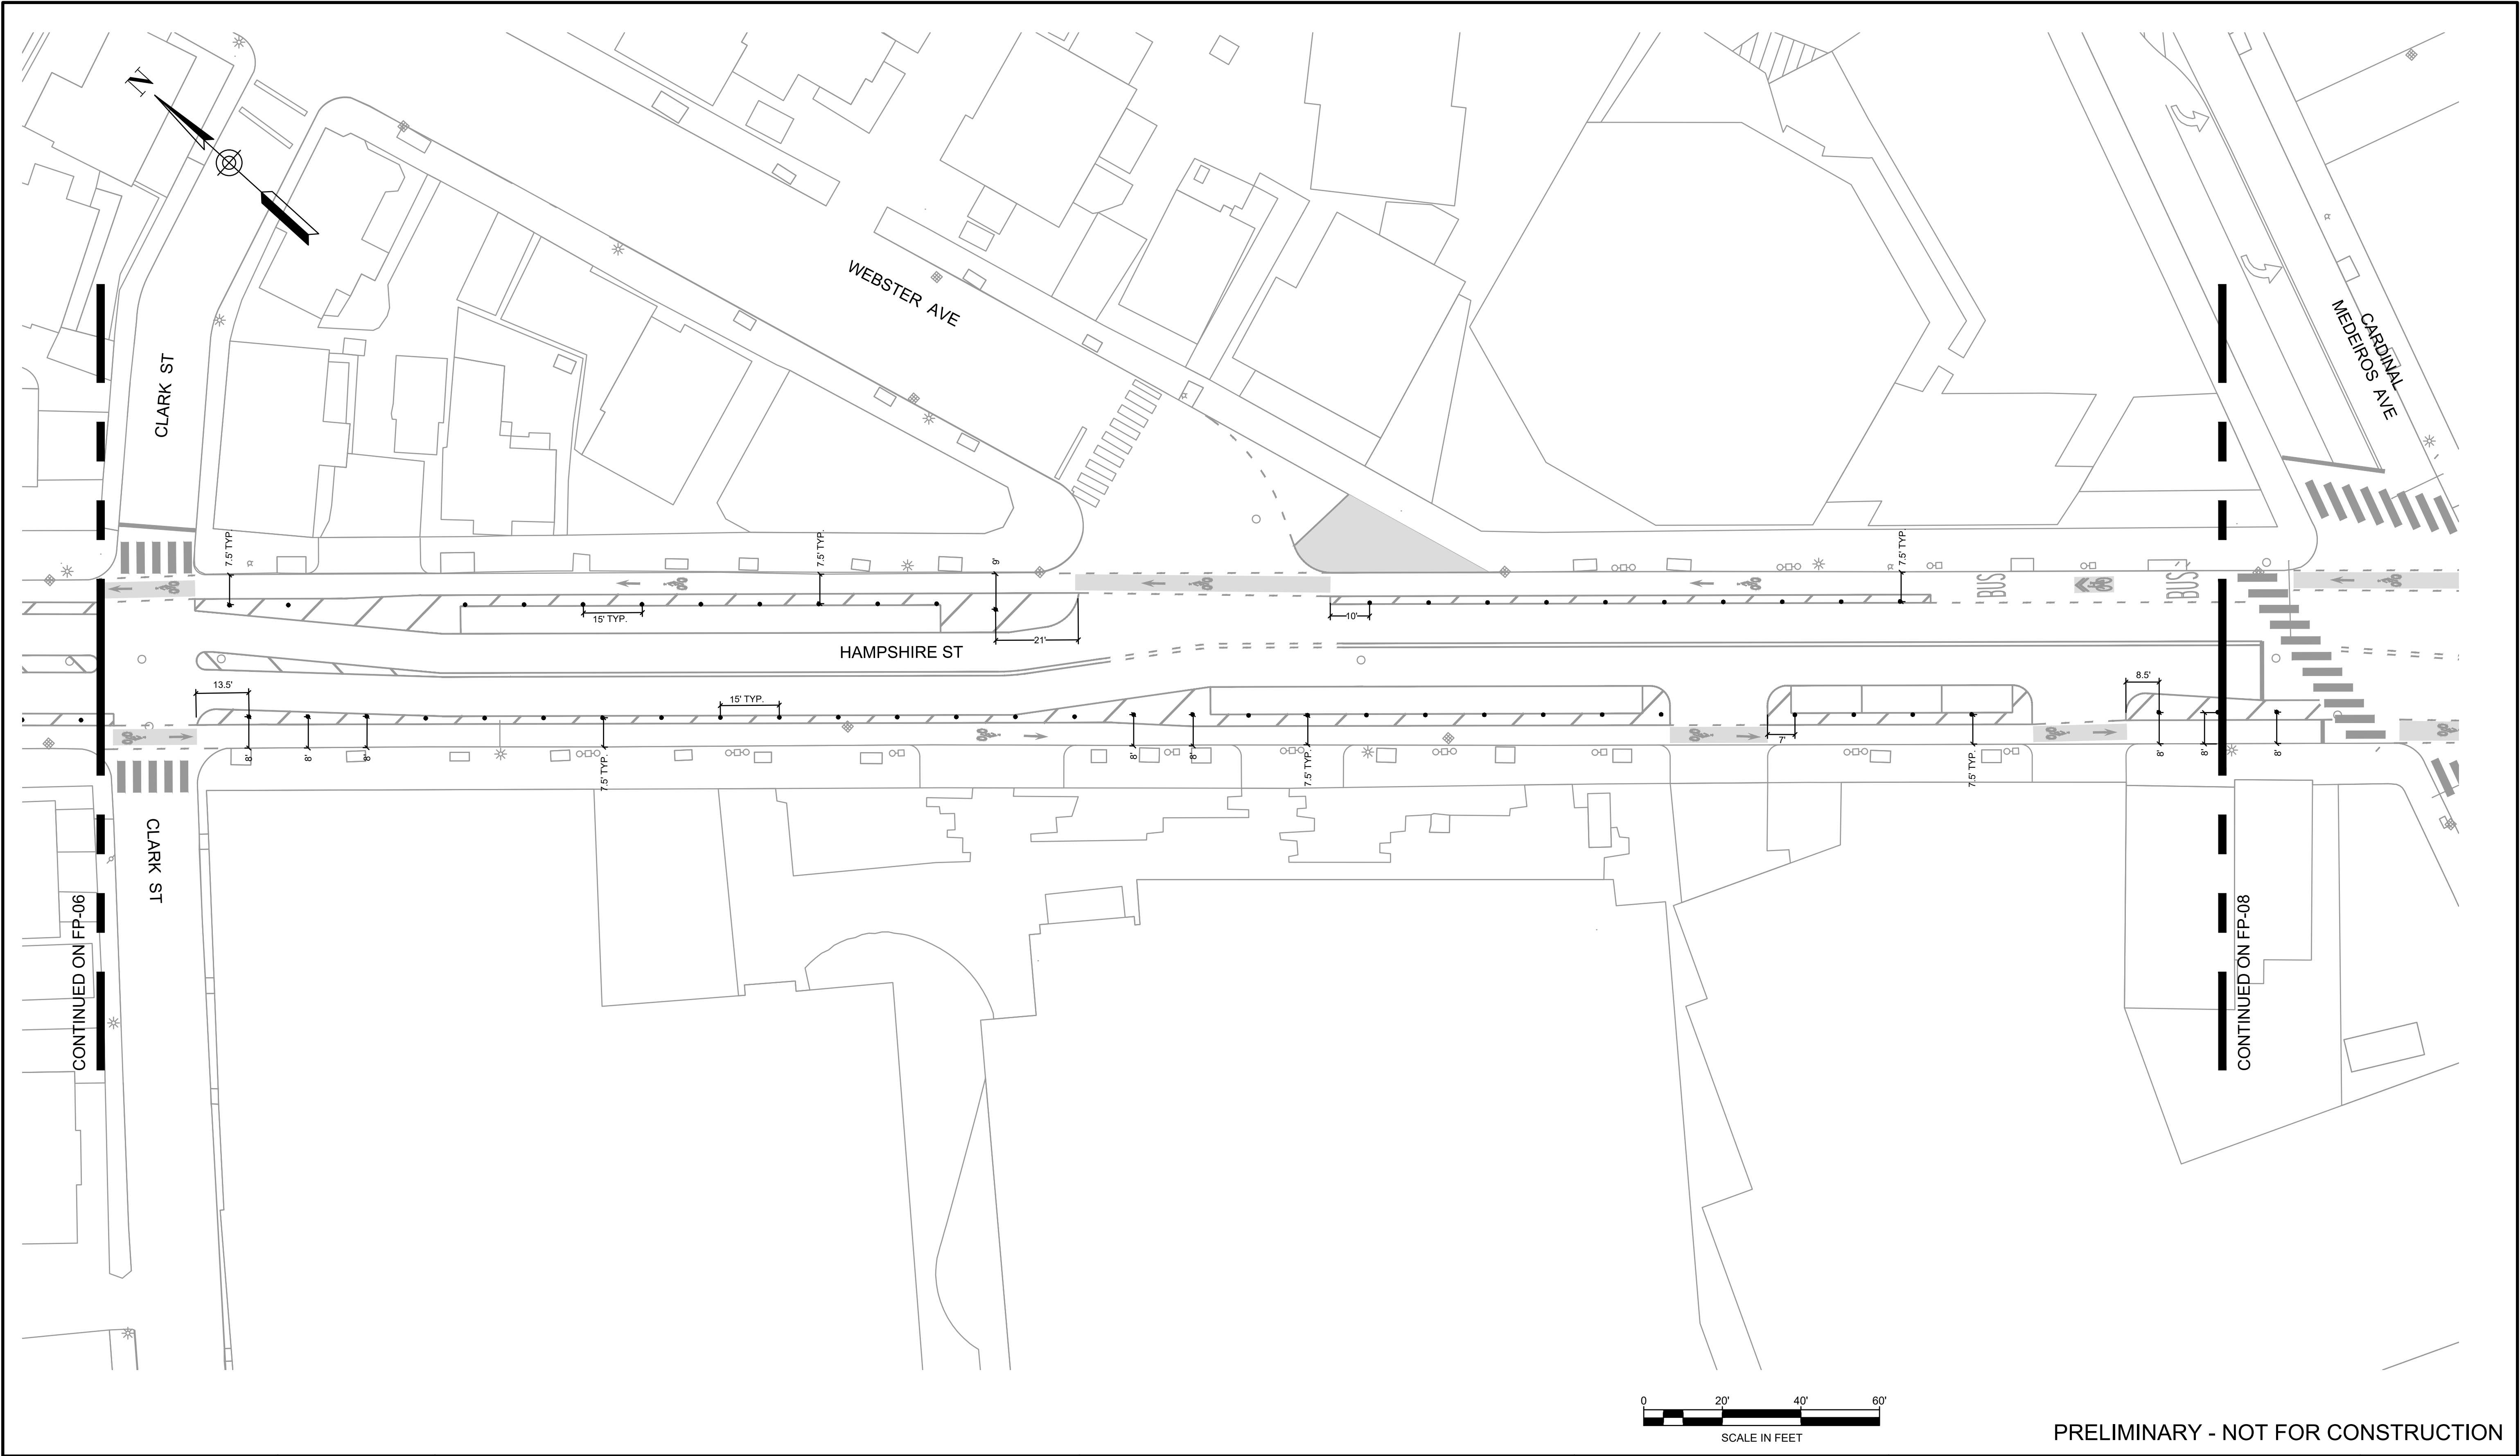 N
CLARK ST
WEBSTER AVE
CARDINAL
MEDEIROS AVE
7.5' TYP.
7.5' TYP.
9'
7.5' TYP.
BUS
BUS
15' TYP.
10'
21'
HAMPSHIRE ST
13.5'
15' TYP.
8.5'
8'
8'
8'
7.5' TYP.
8'
8'
7.5' TYP.
7'
7.5' TYP.
8'
8'
8'
CLARK ST
CONTINUED ON FP-06
CONTINUED ON FP-08
0 20' 40' 60'
SCALE IN FEET
PRELIMINARY - NOT FOR CONSTRUCTION